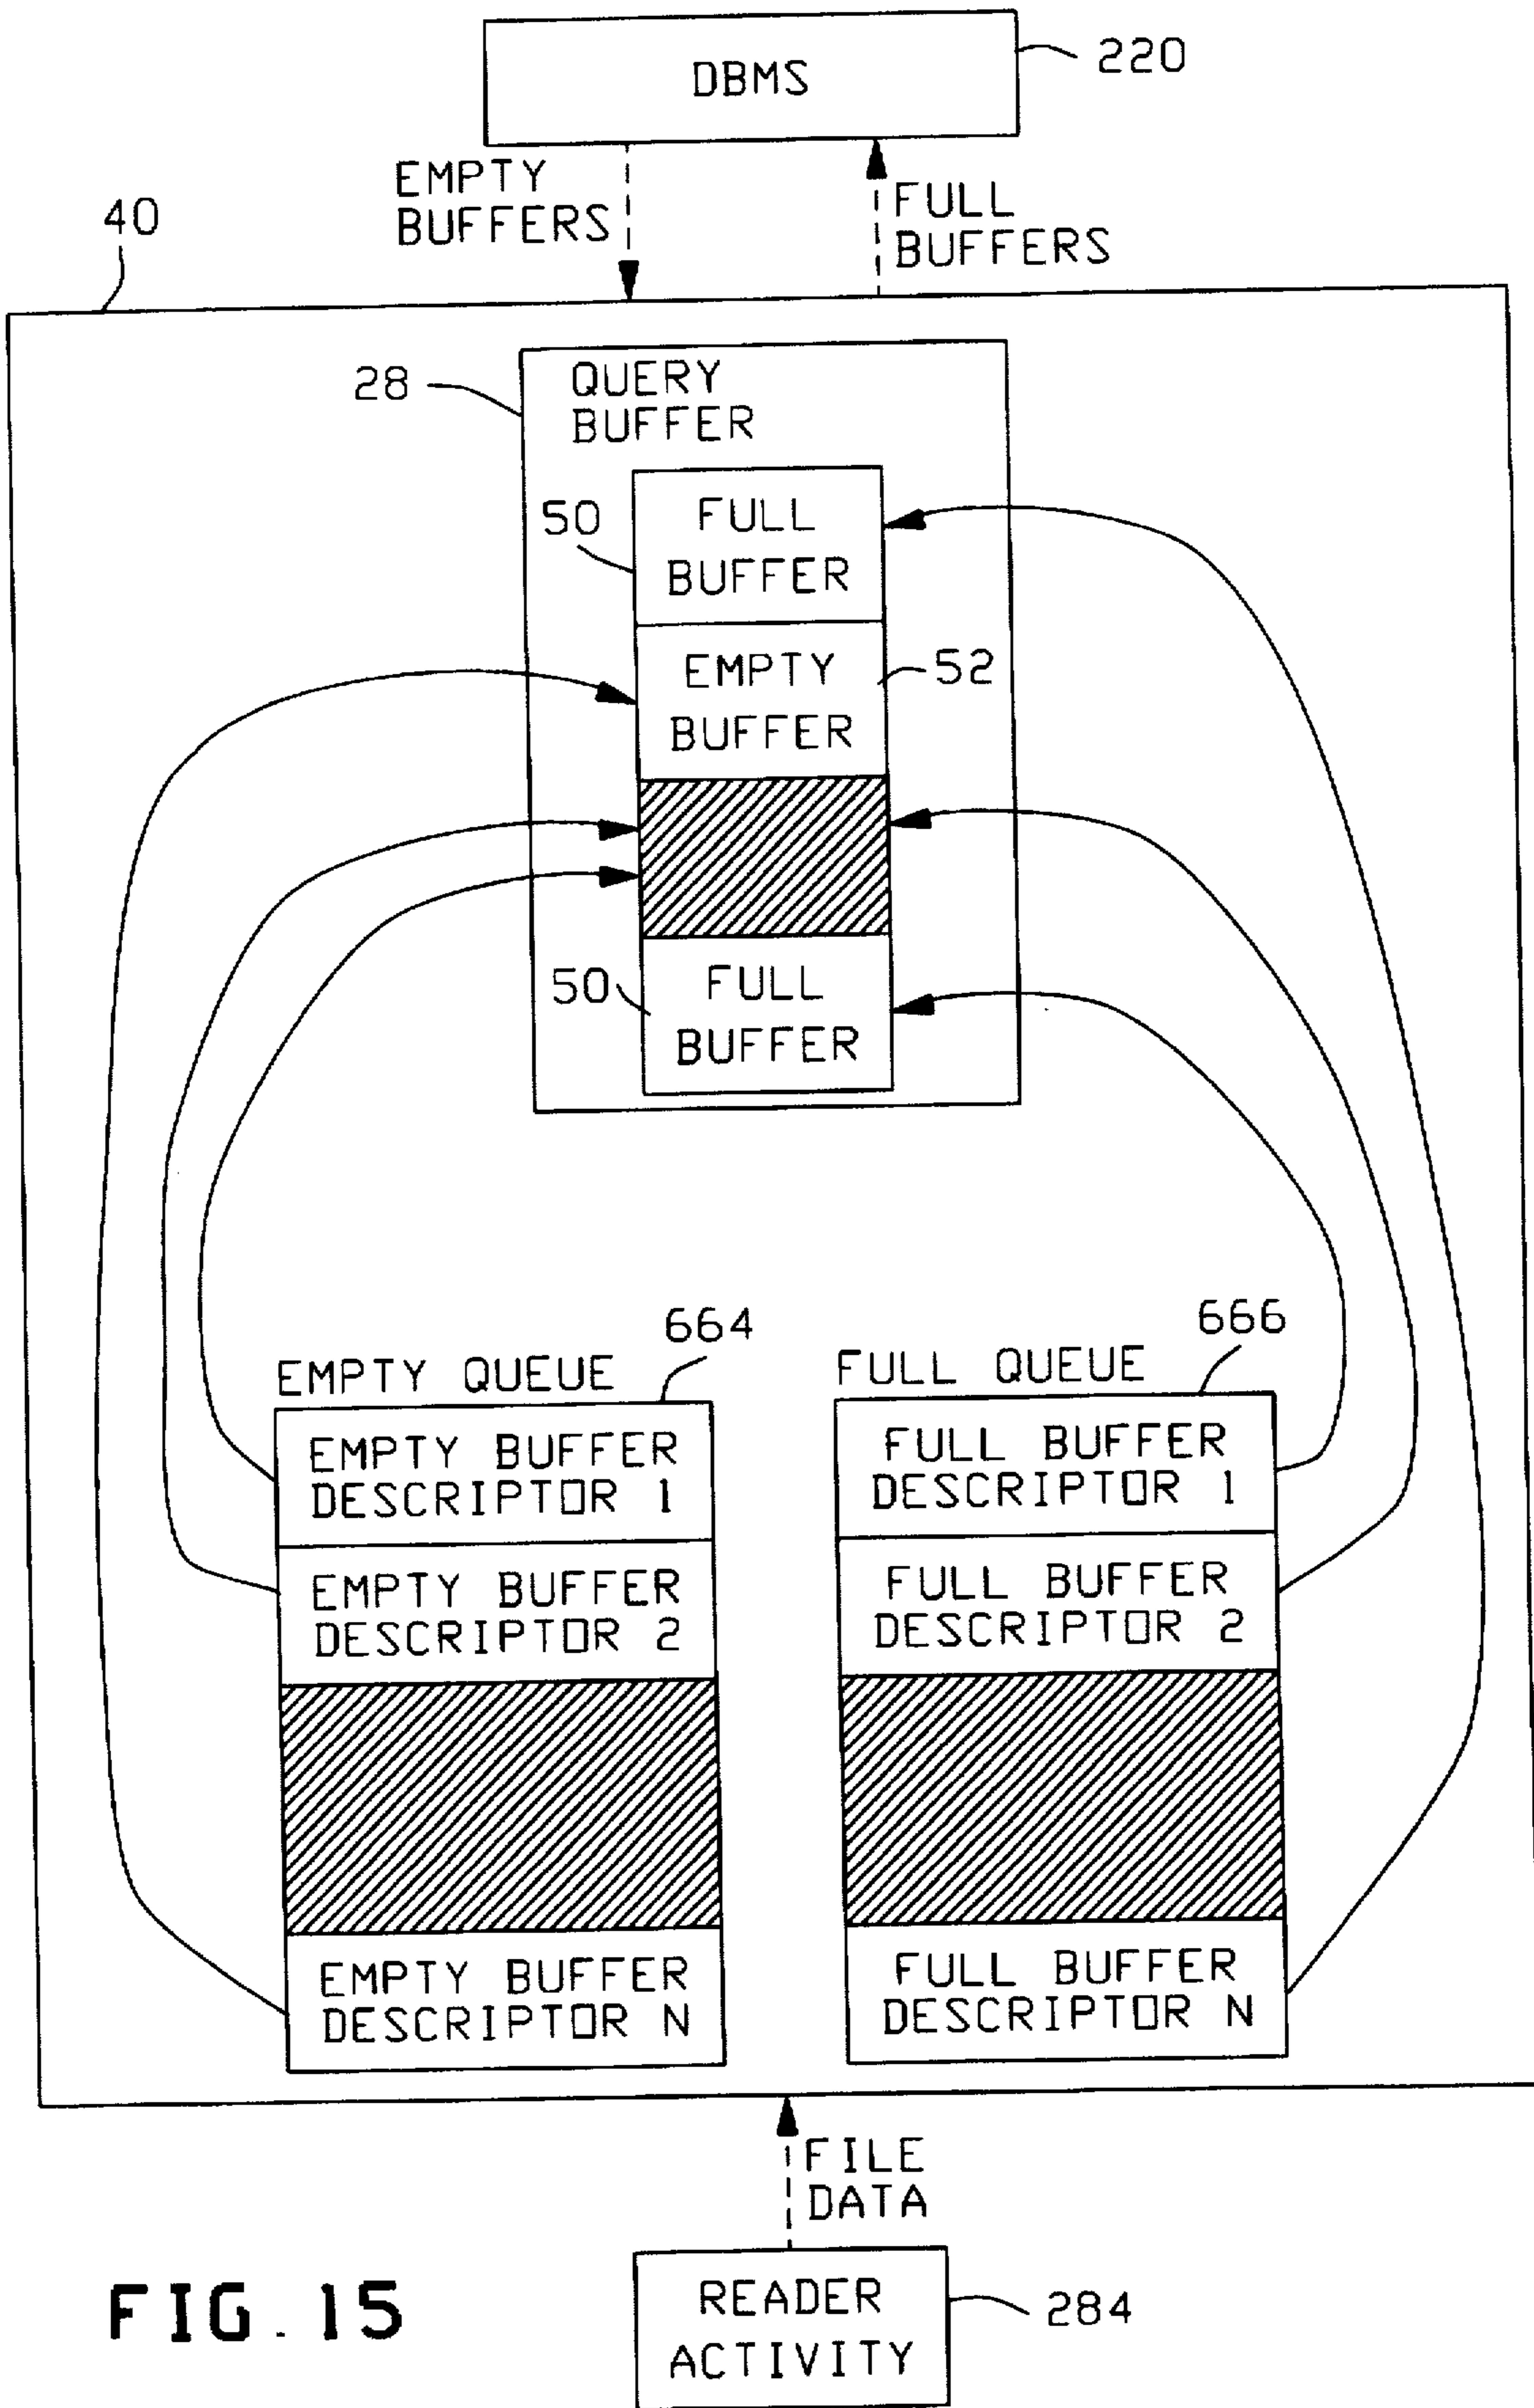 DBMS
220
EMPTY
BUFFERS
FULL
BUFFERS
40
28
QUERY
BUFFER
50
FULL
BUFFER
EMPTY
BUFFER
52
50
FULL
BUFFER
664
EMPTY QUEUE
EMPTY BUFFER
DESCRIPTOR 1
EMPTY BUFFER
DESCRIPTOR 2
EMPTY BUFFER
DESCRIPTOR N
666
FULL QUEUE
FULL BUFFER
DESCRIPTOR 1
FULL BUFFER
DESCRIPTOR 2
FULL BUFFER
DESCRIPTOR N
FILE
DATA
READER
ACTIVITY
284
FIG. 15